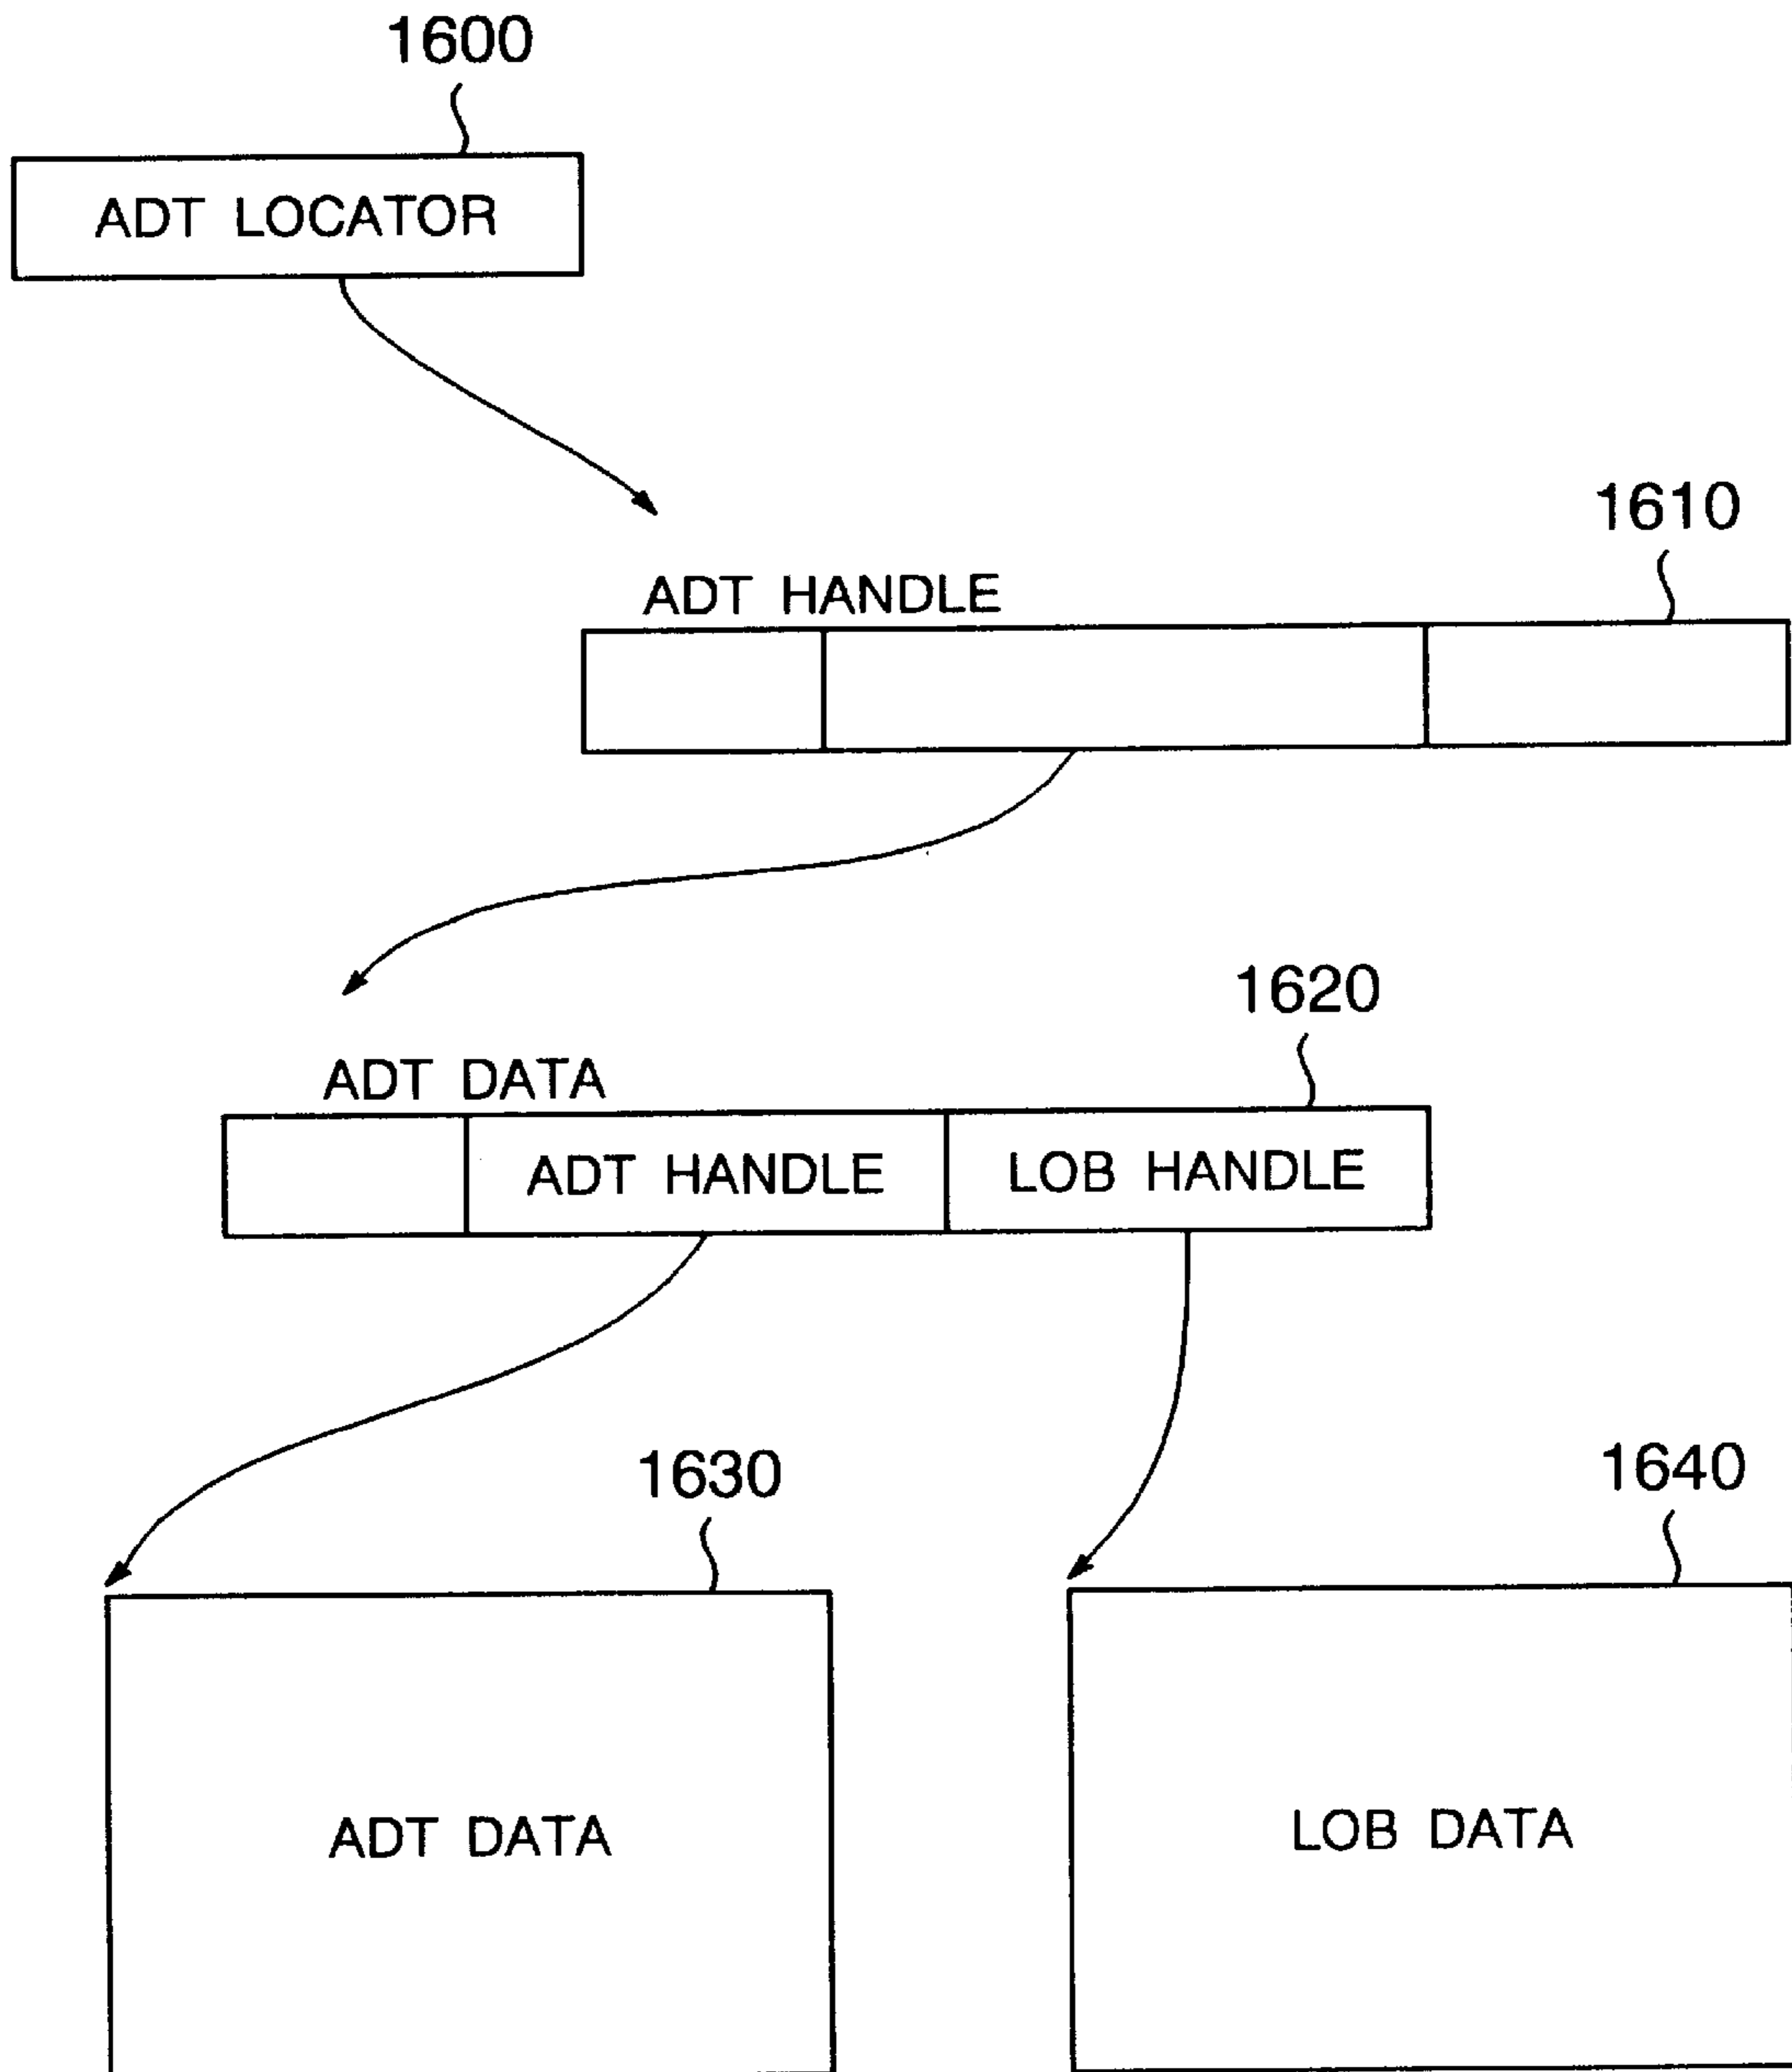 1600
ADT LOCATOR
1610
ADT HANDLE
1620
ADT DATA
ADT HANDLE LOB HANDLE
1630 1640
ADT DATA LOB DATA